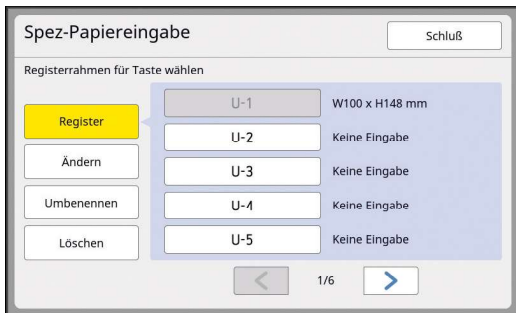 Spez-Papiereingabe
Schluß
Registerrahmen für Taste wählen
Register
Ändern
Umbenennen
Löschen
U-1 W100 x H148 mm
U-2 Keine Eingabe
U-3 Keine Eingabe
U-4 Keine Eingabe
U-5 Keine Eingabe
1/6